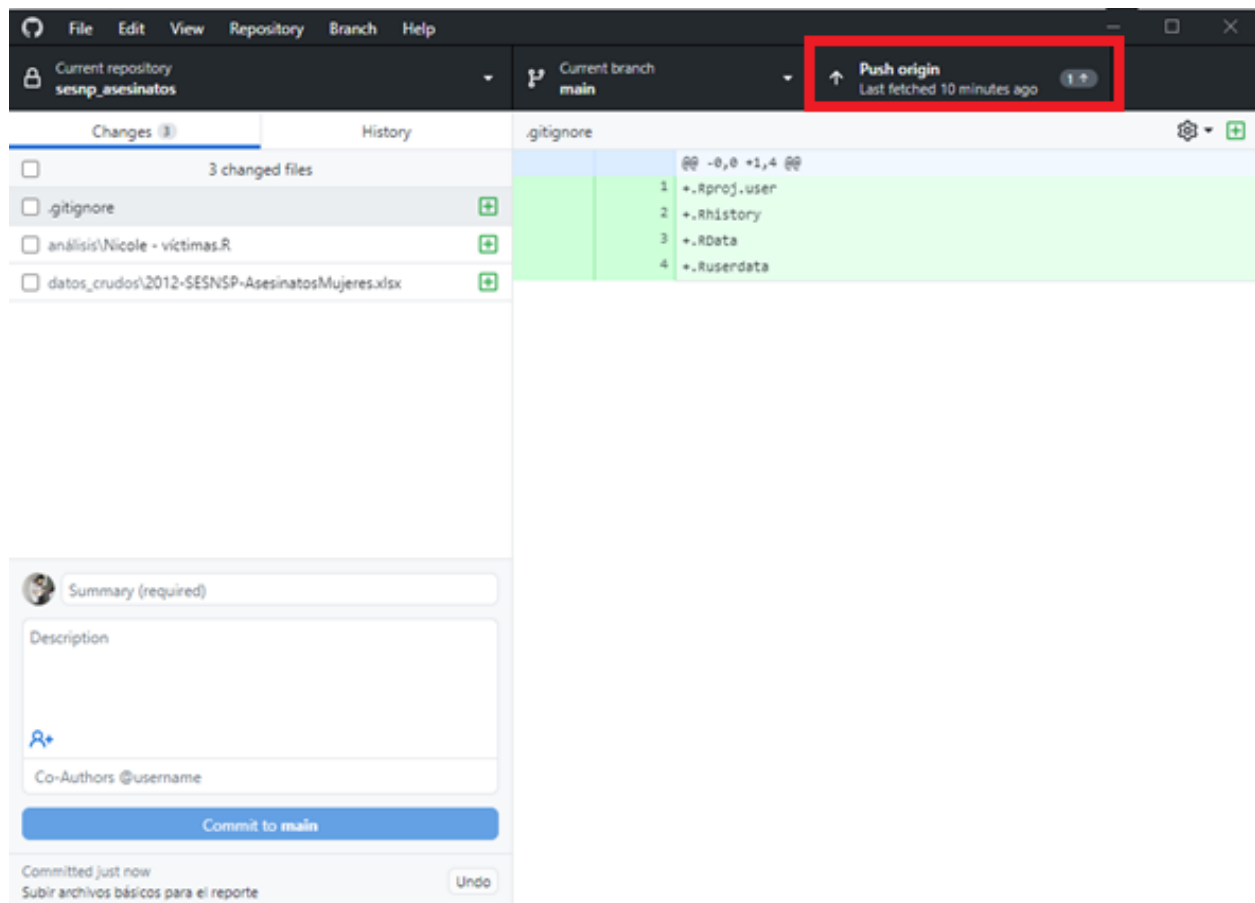 File Edit View Repository Branch Help
Current repository
sesnp_asesinatos
Current branch
main
Push origin
Last fetched 10 minutes ago
1
Changes 3
History
.gitignore
3 changed files
@@ -0,0 +1,4 @@
.gitignore
análisis\Nicole - víctimas.R
datos_crudos\2012-SESNSP-AsesinatosMujeres.xlsx
1 +.Rproj.user
2 +.Rhistory
3 +.RData
4 +.Ruserdata
Summary (required)
Description
Co-Authors @username
Commit to main
Committed just now
Subir archivos básicos para el reporte
Undo